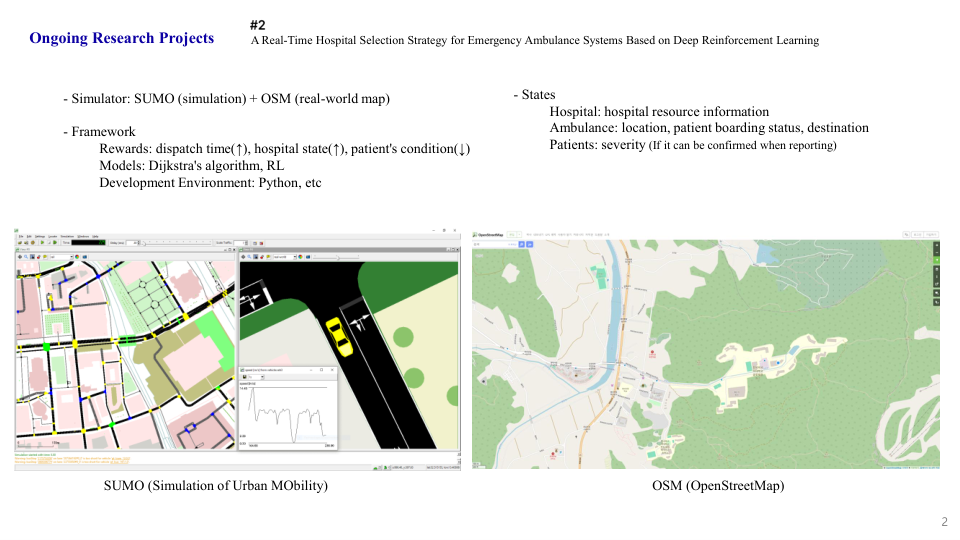 Ongoing Research Projects
#2
A Real-Time Hospital Selection Strategy for Emergency Ambulance Systems Based on Deep Reinforcement Learning
- Simulator: SUMO (simulation) + OSM (real-world map)
- Framework
Rewards: dispatch time(↑), hospital state(↑), patient's condition(↓)
Models: Dijkstra's algorithm, RL
Development Environment: Python, etc
- States
Hospital: hospital resource information
Ambulance: location, patient boarding status, destination
Patients: severity (If it can be confirmed when reporting)
OpenStreetMap
SUMO (Simulation of Urban MObility)
OSM (OpenStreetMap)
2